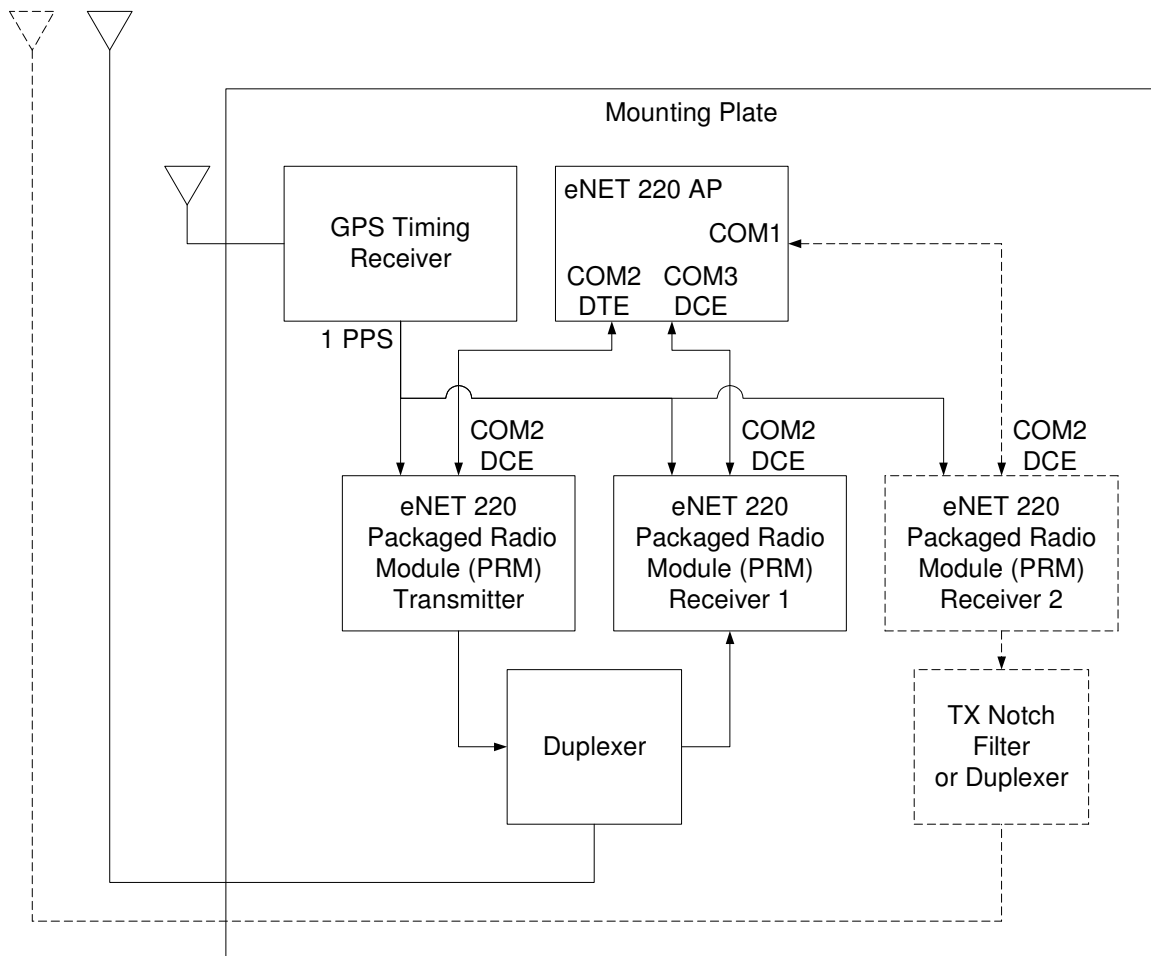 Mounting Plate
GPS Timing
Receiver
1 PPS
eNET 220 AP
COM1
COM2
DTE
COM3
DCE
COM2
DCE
COM2
DCE
COM2
DCE
eNET 220
Packaged Radio
Module (PRM)
Transmitter
eNET 220
Packaged Radio
Module (PRM)
Receiver 1
eNET 220
Packaged Radio
Module (PRM)
Receiver 2
Duplexer
TX Notch
Filter
or Duplexer